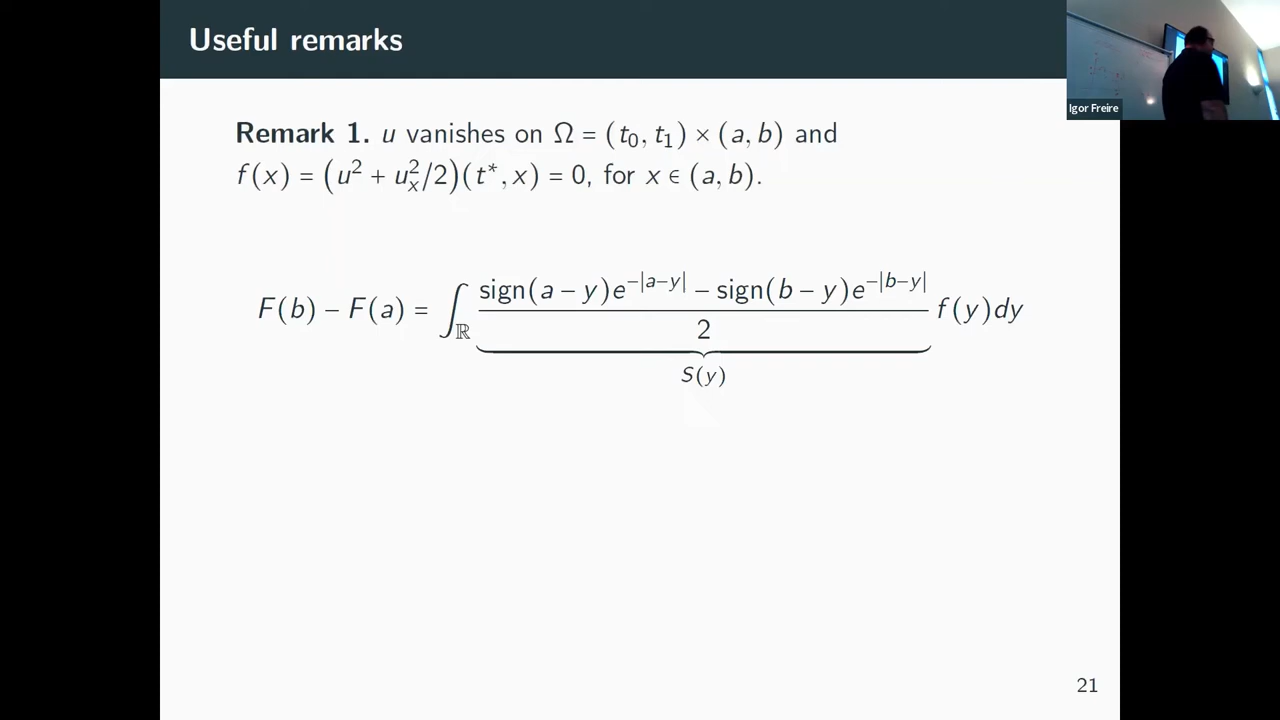 Useful remarks
Igor Freire
Remark 1. u vanishes on Ω = (t₀, t₁) × (a, b) and
f(x) = (u² + uₓ²/2)(t*, x) = 0, for x ∈ (a, b).
F(b) − F(a) = ∫_ℝ (sign(a − y)e^{−|a−y|} − sign(b − y)e^{−|b−y|})/2 f(y)dy
S(y)
21